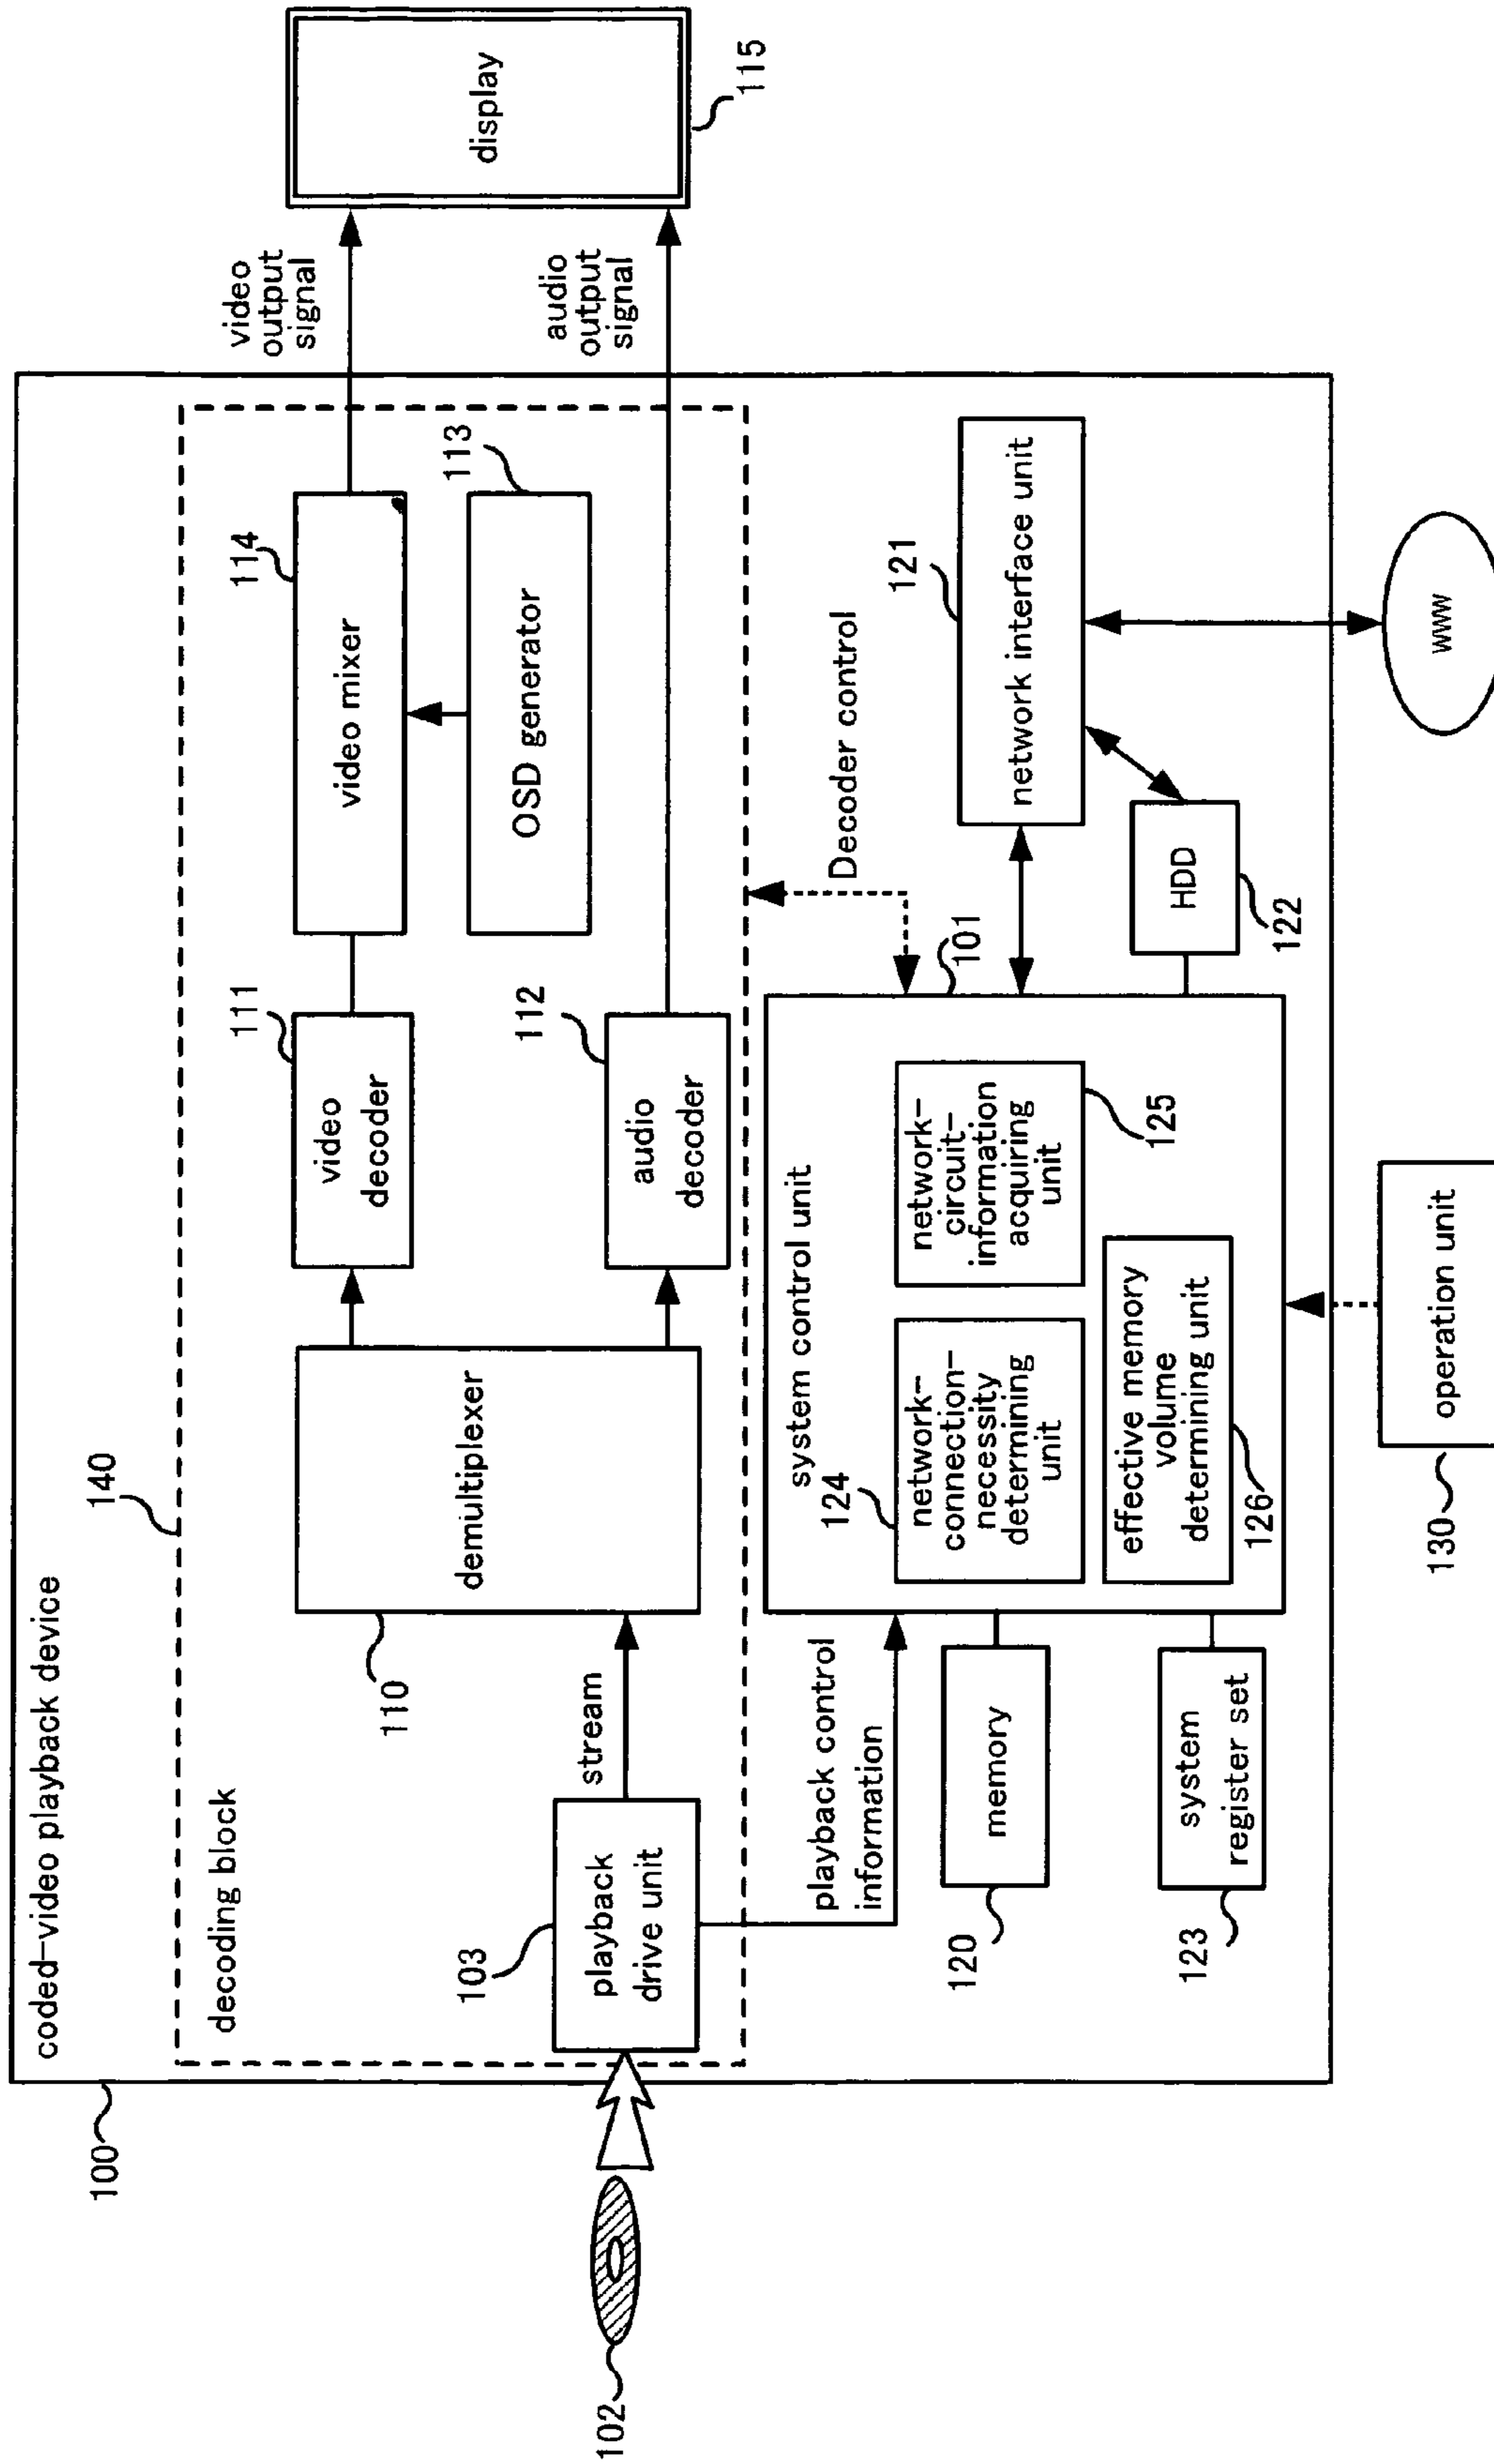 100
coded-video playback device
140
decoding block
102
103
playback
drive unit
stream
110
demultiplexer
111
video
decoder
112
audio
decoder
114
video mixer
113
OSD generator
video
output
signal
audio
output
signal
display
115
playback control
information
Decoder control
101
system control unit
124
network-
connection-
necessity
determining
unit
network-
circuit-
information
acquiring
unit
125
effective memory
volume
determining unit
126
120
memory
123
system
register set
121
network interface unit
HDD
122
WWW
130
operation unit